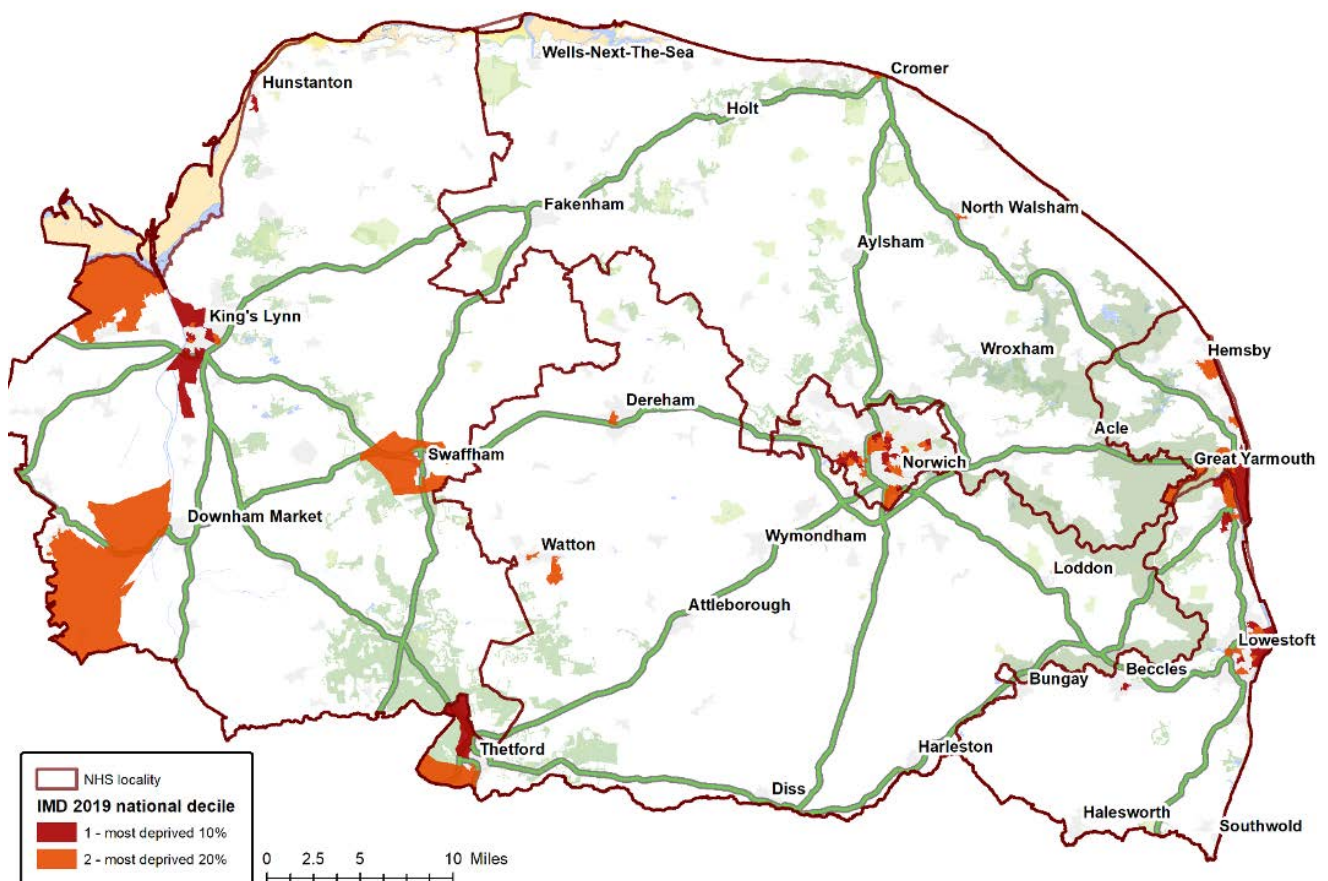 Wells-Next-The-Sea
Cromer
Hunstanton
Holt
Fakenham
North Walsham
Aylsham
King's Lynn
Wroxham
Hemsby
Dereham
Acle
Swaffham
Norwich
Great Yarmouth
Downham Market
Wymondham
Watton
Loddon
Attleborough
Lowestoft
Beccles
Bungay
Thetford
Harleston
Diss
Halesworth
Southwold
NHS locality
IMD 2019 national decile
1 - most deprived 10%
2 - most deprived 20%
0 2.5 5 10 Miles